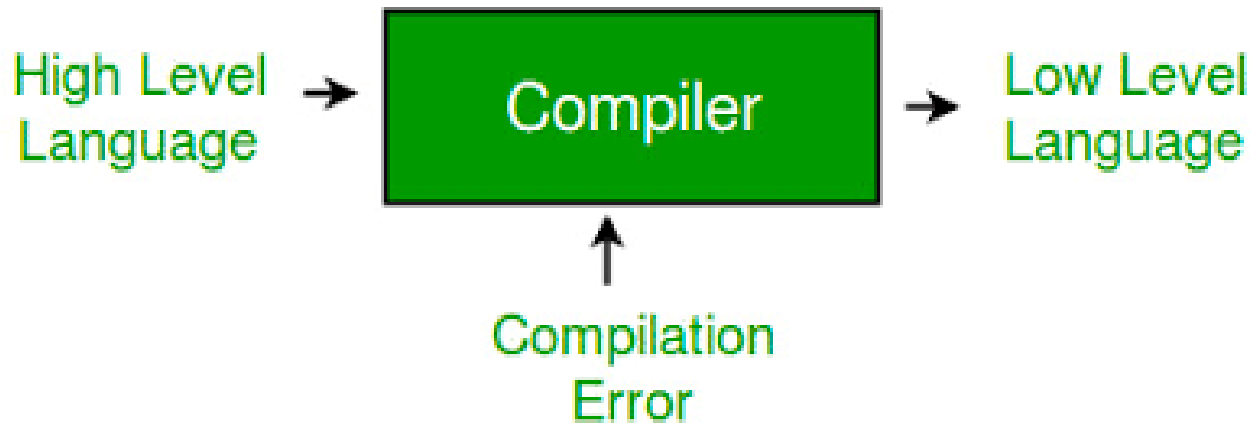 High Level
Language
Compiler
Low Level
Language
Compilation
Error